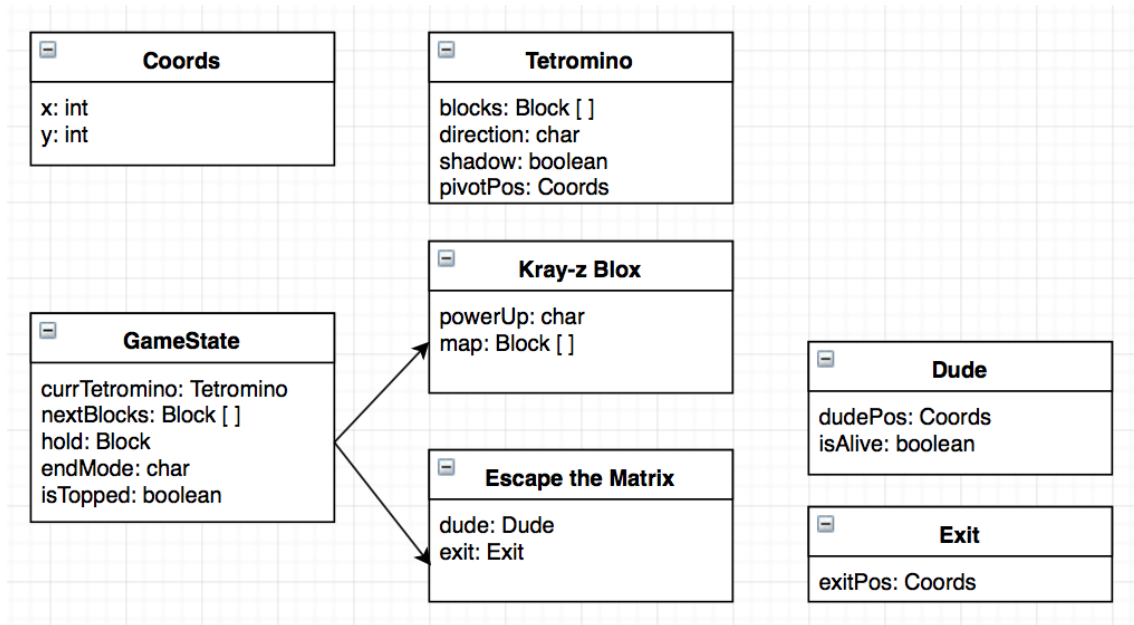 Coords
x: int
y: int
Tetromino
blocks: Block [ ]
direction: char
shadow: boolean
pivotPos: Coords
Kray-z Blox
powerUp: char
map: Block [ ]
GameState
currTetromino: Tetromino
nextBlocks: Block [ ]
hold: Block
endMode: char
isTopped: boolean
Escape the Matrix
dude: Dude
exit: Exit
Dude
dudePos: Coords
isAlive: boolean
Exit
exitPos: Coords